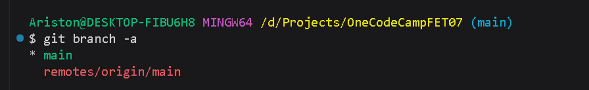 Ariston@DESKTOP-FIBU6H8 MINGW64 /d/Projects/OneCodeCampFET07 (main)
$ git branch -a
* main
  remotes/origin/main